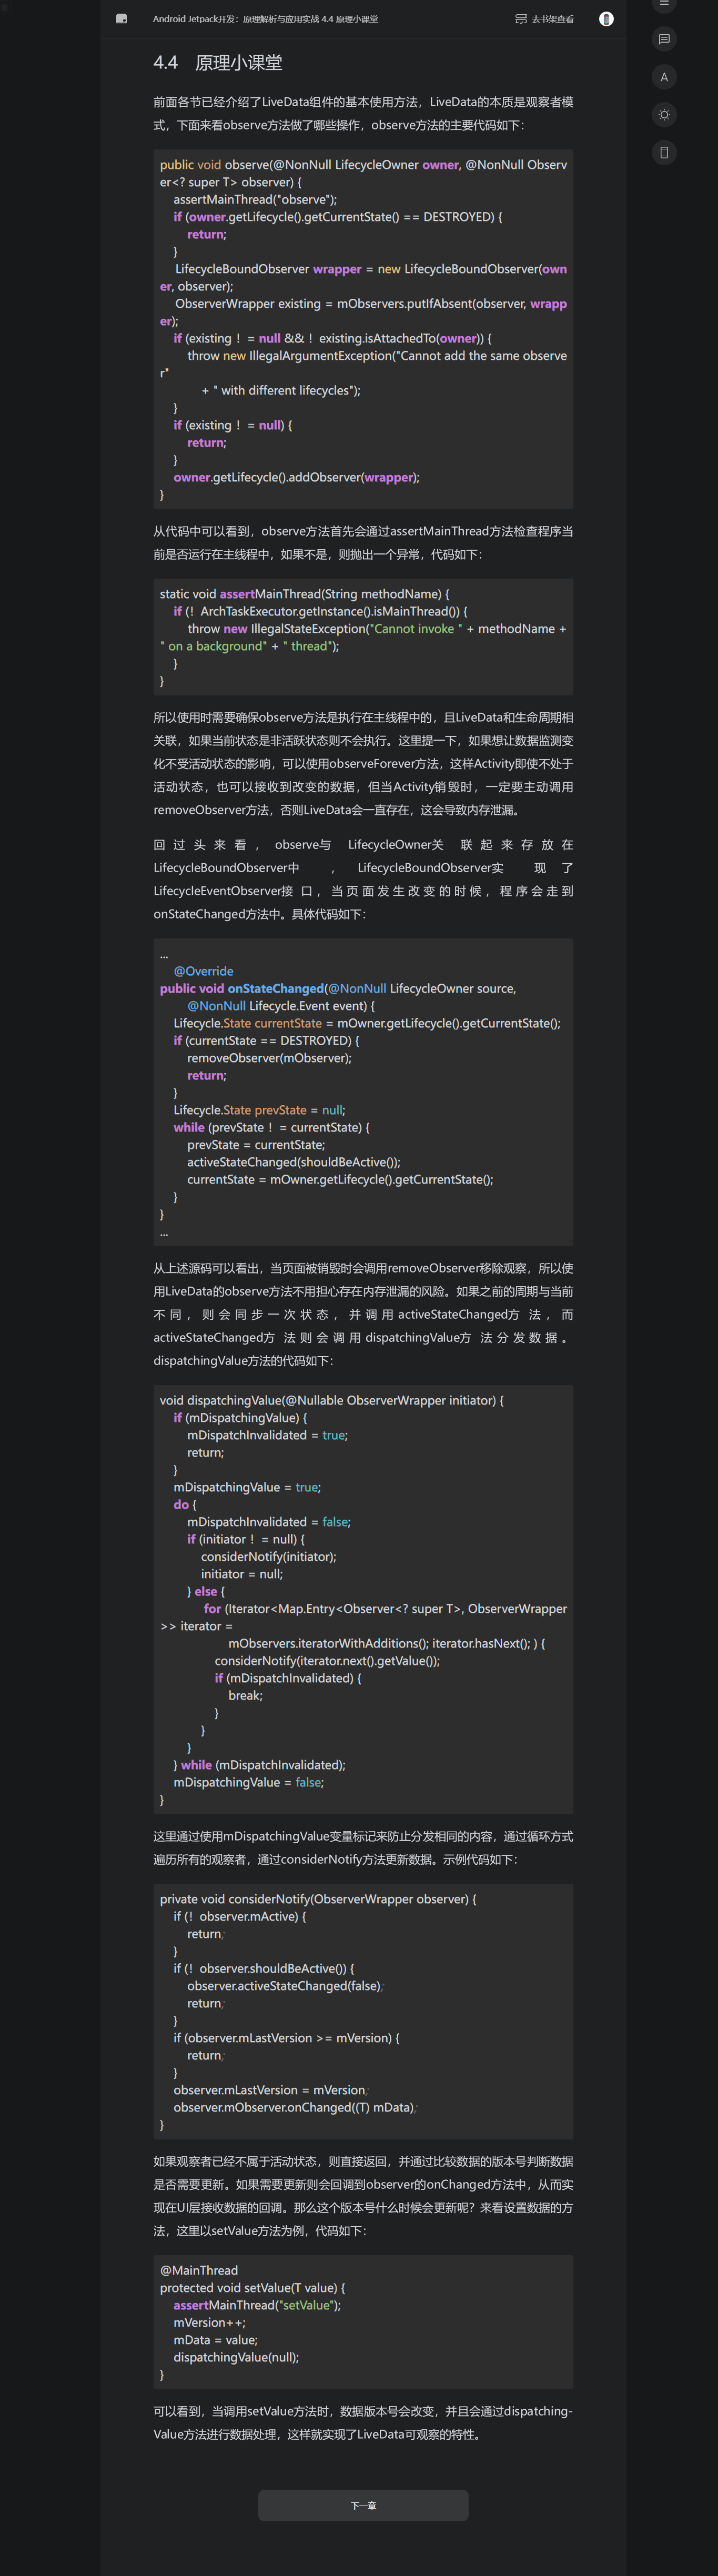 Android Jetpack开发：原理解析与应用实战 4.4 原理小课堂
去书架查看
A
4.4 原理小课堂
前面各节已经介绍了LiveData组件的基本使用方法，LiveData的本质是观察者模
式，下面来看observe方法做了哪些操作，observe方法的主要代码如下：
public void observe(@NonNull LifecycleOwner owner, @NonNull Observ
er<? super T> observer) {
assertMainThread("observe");
if (owner.getLifecycle().getCurrentState() == DESTROYED) {
return;
}
LifecycleBoundObserver wrapper = new LifecycleBoundObserver(own
er, observer);
ObserverWrapper existing = mObservers.putIfAbsent(observer, wrapp
er);
if (existing ！= null && ！existing.isAttachedTo(owner)) {
throw new IllegalArgumentException("Cannot add the same observe
r"
+ " with different lifecycles");
}
if (existing ！= null) {
return;
}
owner.getLifecycle().addObserver(wrapper);
}
从代码中可以看到，observe方法首先会通过assertMainThread方法检查程序当
前是否运行在主线程中，如果不是，则抛出一个异常，代码如下：
static void assertMainThread(String methodName) {
if (！ArchTaskExecutor.getInstance().isMainThread()) {
throw new IllegalStateException("Cannot invoke " + methodName +
" on a background" + " thread");
}
}
所以使用时需要确保observe方法是执行在主线程中的，且LiveData和生命周期相
关联，如果当前状态是非活跃状态则不会执行。这里提一下，如果想让数据监测变
化不受活动状态的影响，可以使用observeForever方法，这样Activity即使不处于
活动状态，也可以接收到改变的数据，但当Activity销毁时，一定要主动调用
removeObserver方法，否则LiveData会一直存在，这会导致内存泄漏。
回过头来看，observe与 LifecycleOwner关 联起来存放在
LifecycleBoundObserver中 ，LifecycleBoundObserver实 现了
LifecycleEventObserver接 口，当页面发生改变的时候，程序会走到
onStateChanged方法中。具体代码如下：
...
@Override
public void onStateChanged(@NonNull LifecycleOwner source,
@NonNull Lifecycle.Event event) {
Lifecycle.State currentState = mOwner.getLifecycle().getCurrentState();
if (currentState == DESTROYED) {
removeObserver(mObserver);
return;
}
Lifecycle.State prevState = null;
while (prevState ！= currentState) {
prevState = currentState;
activeStateChanged(shouldBeActive());
currentState = mOwner.getLifecycle().getCurrentState();
}
}
...
从上述源码可以看出，当页面被销毁时会调用removeObserver移除观察，所以使
用LiveData的observe方法不用担心存在内存泄漏的风险。如果之前的周期与当前
不同，则会同步一次状态，并调用activeStateChanged方 法，而
activeStateChanged方 法则会调用dispatchingValue方 法分发数据。
dispatchingValue方法的代码如下：
void dispatchingValue(@Nullable ObserverWrapper initiator) {
if (mDispatchingValue) {
mDispatchInvalidated = true;
return;
}
mDispatchingValue = true;
do {
mDispatchInvalidated = false;
if (initiator ！= null) {
considerNotify(initiator);
initiator = null;
} else {
for (Iterator<Map.Entry<Observer<? super T>, ObserverWrapper
>> iterator =
mObservers.iteratorWithAdditions(); iterator.hasNext(); ) {
considerNotify(iterator.next().getValue());
if (mDispatchInvalidated) {
break;
}
}
}
} while (mDispatchInvalidated);
mDispatchingValue = false;
}
这里通过使用mDispatchingValue变量标记来防止分发相同的内容，通过循环方式
遍历所有的观察者，通过considerNotify方法更新数据。示例代码如下：
private void considerNotify(ObserverWrapper observer) {
if (！observer.mActive) {
return;
}
if (！observer.shouldBeActive()) {
observer.activeStateChanged(false);
return;
}
if (observer.mLastVersion >= mVersion) {
return;
}
observer.mLastVersion = mVersion;
observer.mObserver.onChanged((T) mData);
}
如果观察者已经不属于活动状态，则直接返回，并通过比较数据的版本号判断数据
是否需要更新。如果需要更新则会回调到observer的onChanged方法中，从而实
现在UI层接收数据的回调。那么这个版本号什么时候会更新呢？来看设置数据的方
法，这里以setValue方法为例，代码如下：
@MainThread
protected void setValue(T value) {
assertMainThread("setValue");
mVersion++;
mData = value;
dispatchingValue(null);
}
可以看到，当调用setValue方法时，数据版本号会改变，并且会通过dispatching-
Value方法进行数据处理，这样就实现了LiveData可观察的特性。
下一章